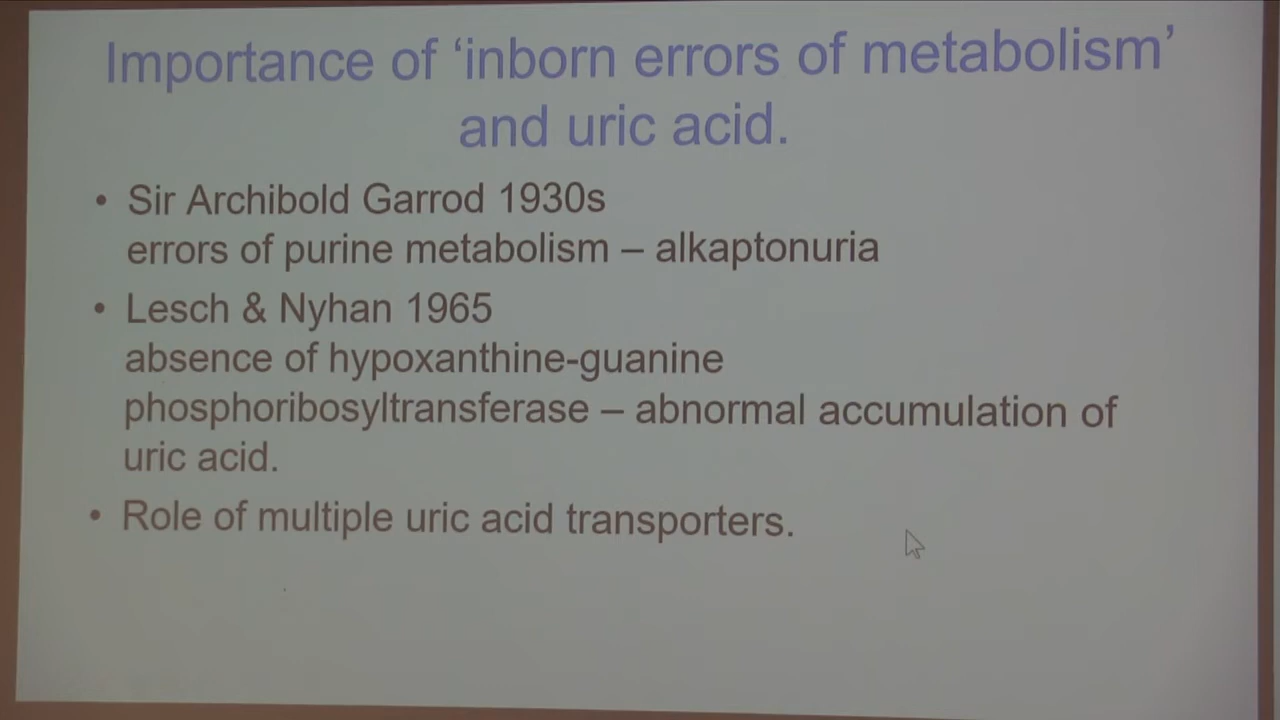 Importance of ‘inborn errors of metabolism’
and uric acid.
• Sir Archibold Garrod 1930s
errors of purine metabolism – alkaptonuria
• Lesch & Nyhan 1965
absence of hypoxanthine-guanine
phosphoribosyltransferase – abnormal accumulation of
uric acid.
• Role of multiple uric acid transporters.